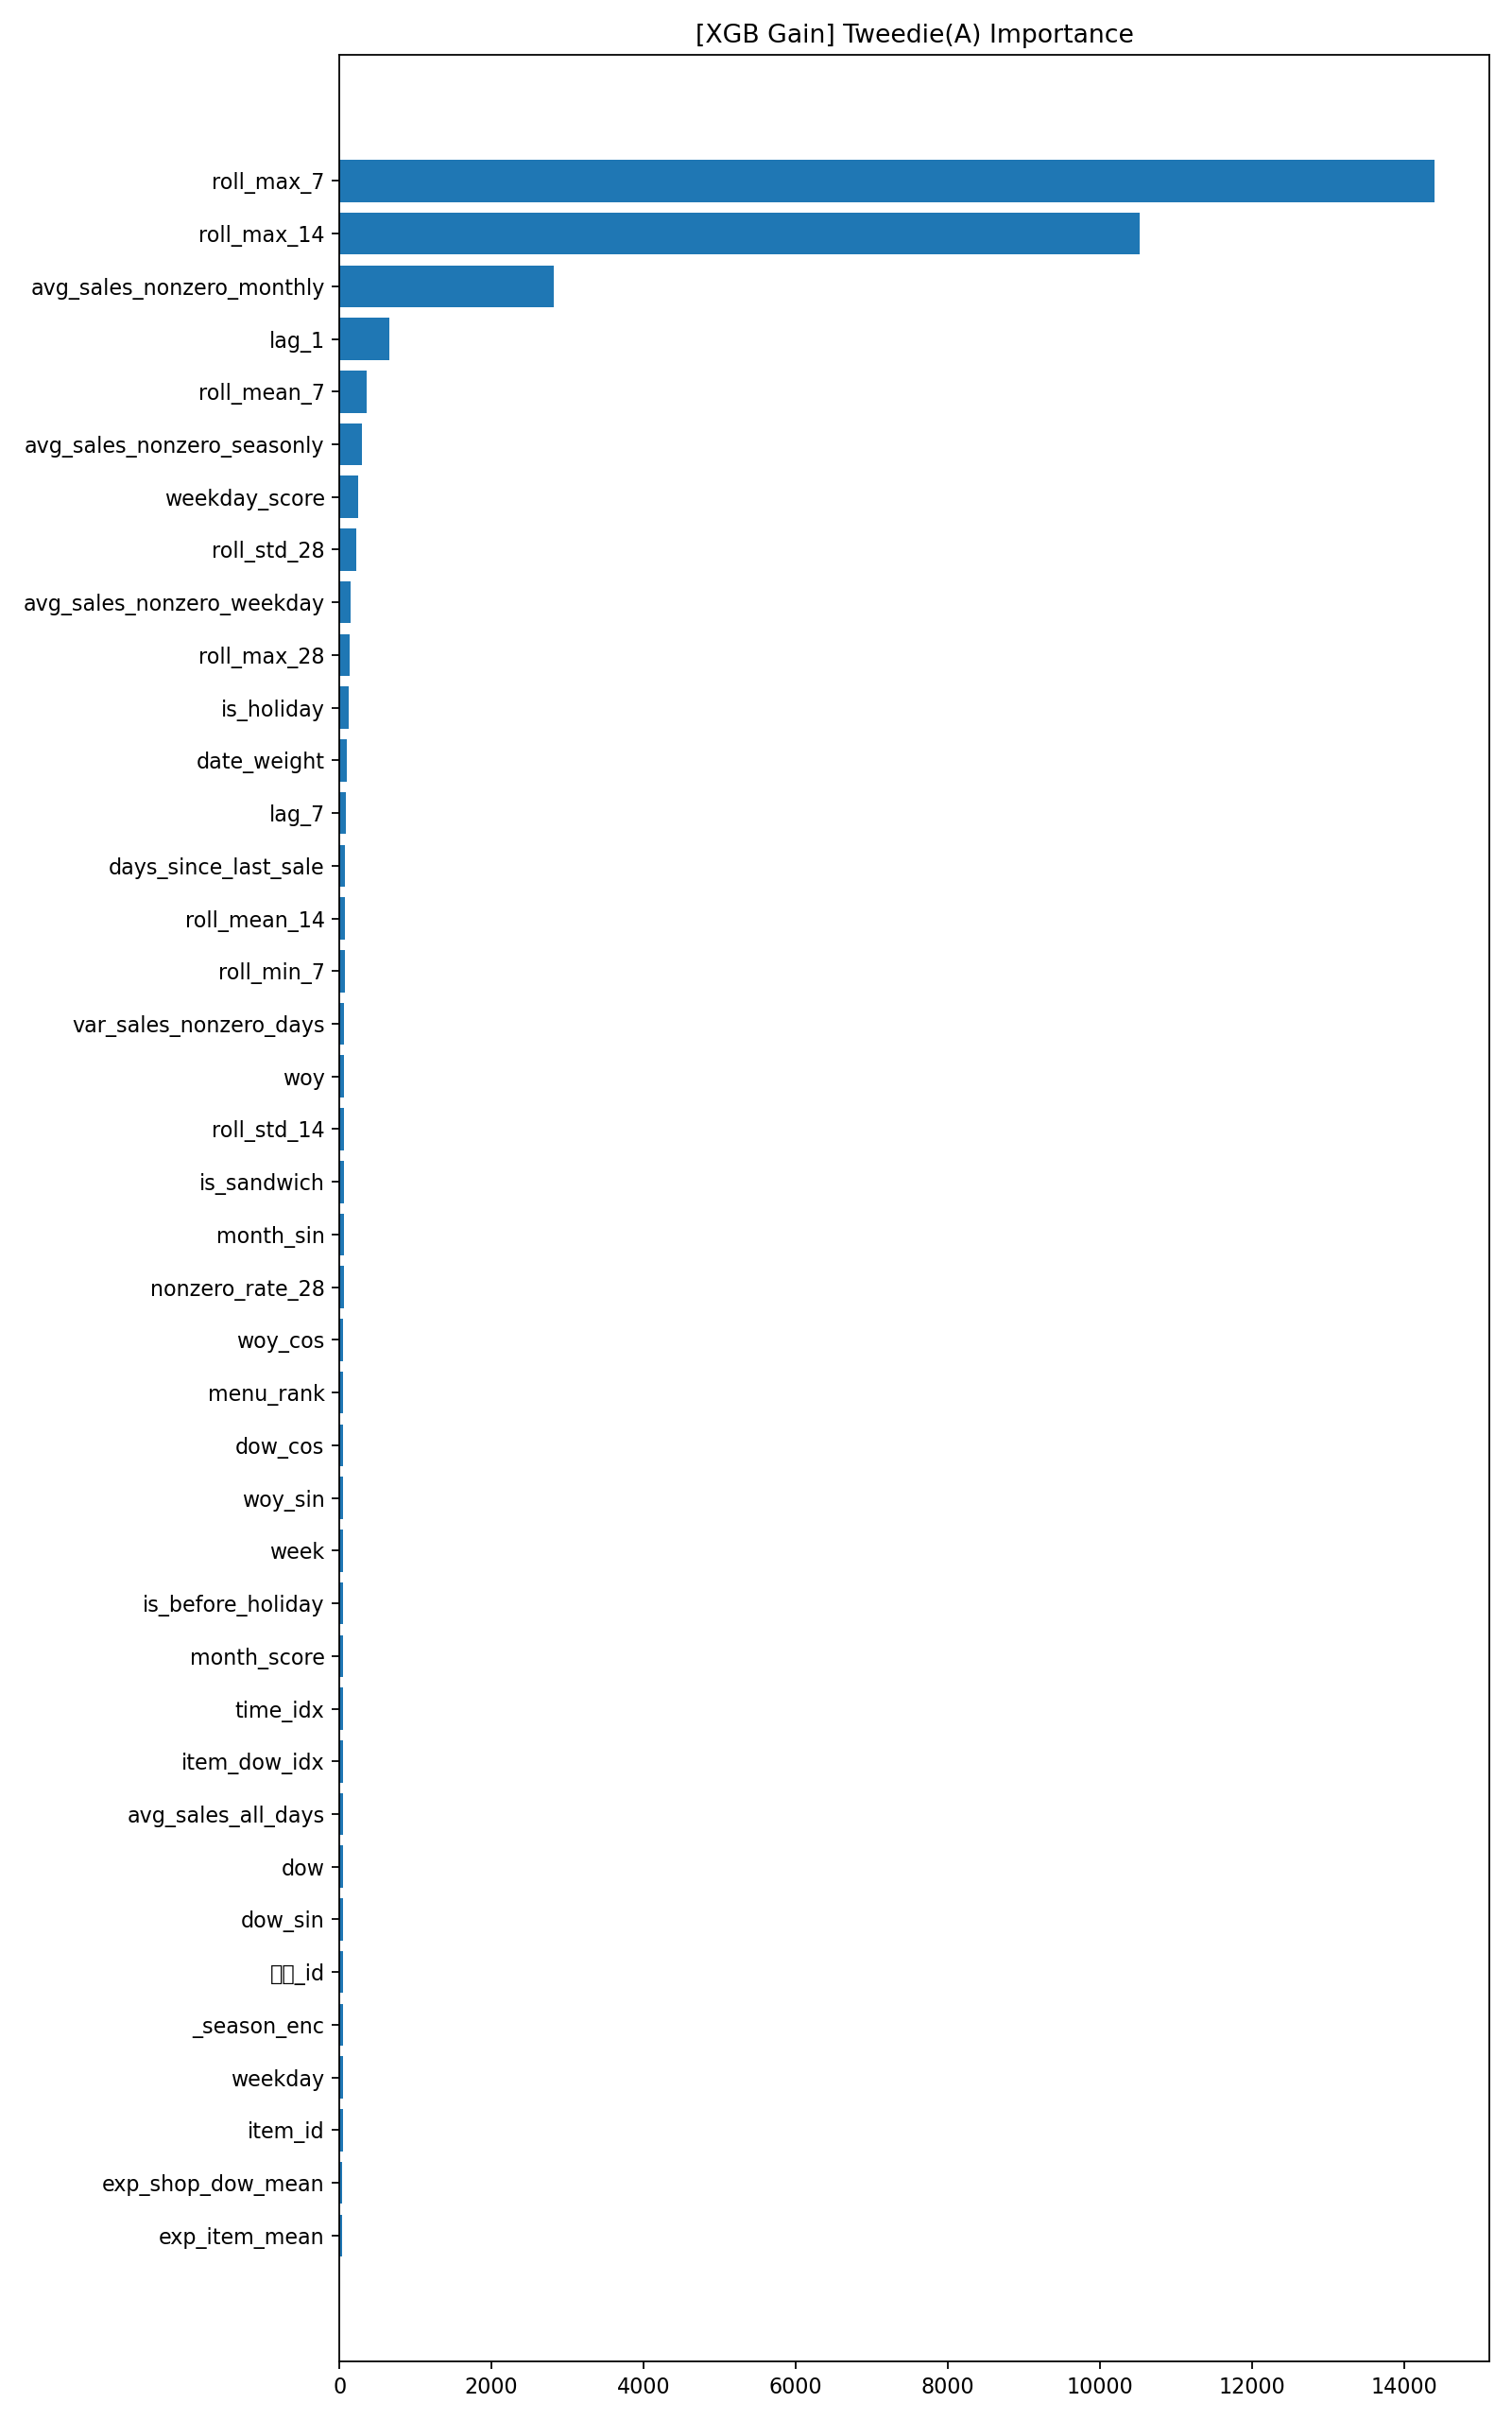 [XGB Gain] Tweedie(A) Importance
roll_max_7
roll_max_14
avg_sales_nonzero_monthly
lag_1
roll_mean_7
avg_sales_nonzero_seasonly
weekday_score
roll_std_28
avg_sales_nonzero_weekday
roll_max_28
is_holiday
date_weight
lag_7
days_since_last_sale
roll_mean_14
roll_min_7
var_sales_nonzero_days
woy
roll_std_14
is_sandwich
month_sin
nonzero_rate_28
woy_cos
menu_rank
dow_cos
woy_sin
week
is_before_holiday
month_score
time_idx
item_dow_idx
avg_sales_all_days
dow
dow_sin
_id
_season_enc
weekday
item_id
exp_shop_dow_mean
exp_item_mean
0 2000 4000 6000 8000 10000 12000 14000